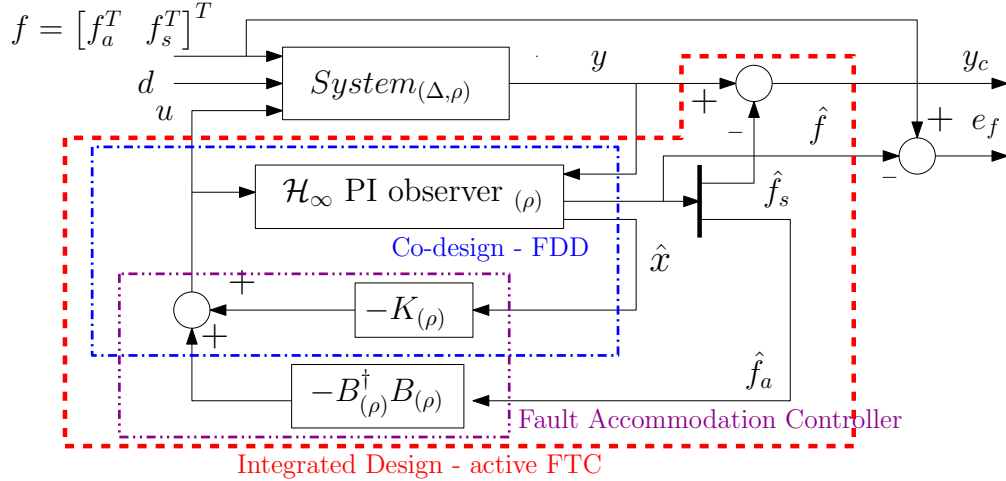 f = [f_a^T f_s^T]^T
d
u
System_(Δ,ρ)
y
y_c
+
−
f̂
+
e_f
−
H_∞ PI observer (ρ)
f̂_s
Co-design - FDD
x̂
+
−K_(ρ)
+
−B^†_(ρ) B_(ρ)
f̂_a
Fault Accommodation Controller
Integrated Design - active FTC